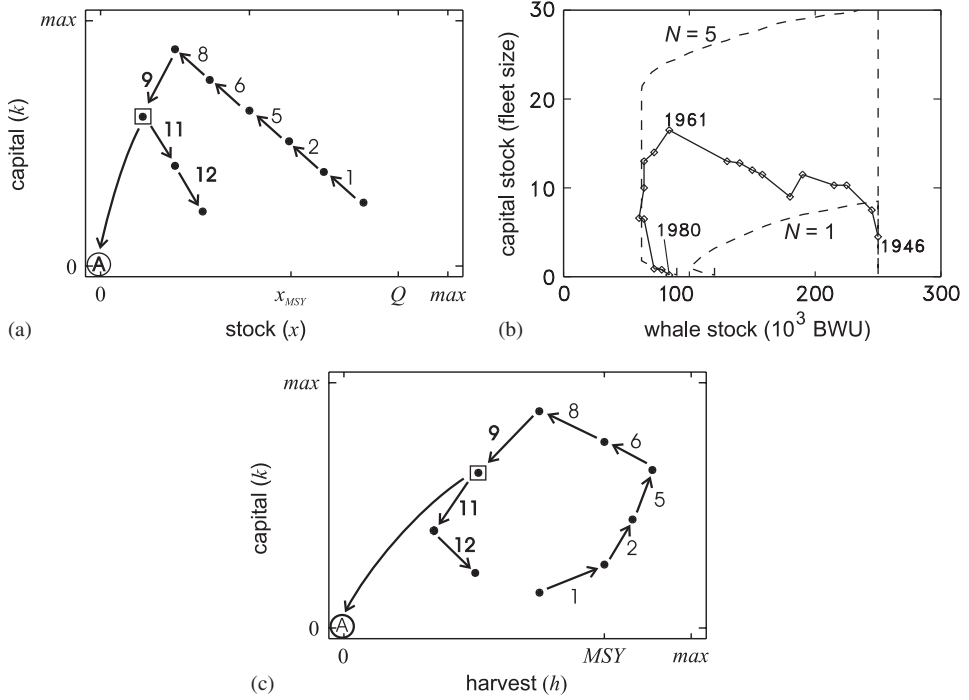 max
capital (k)
0
8
6
5
2
1
9
11
12
A
0
x_MSY
Q
max
stock (x)
(a)
30
20
10
0
capital stock (fleet size)
N = 5
1961
1980
N = 1
1946
0
100
200
300
whale stock (10³ BWU)
(b)
max
capital (k)
0
8
6
5
2
1
9
11
12
A
0
MSY
max
harvest (h)
(c)